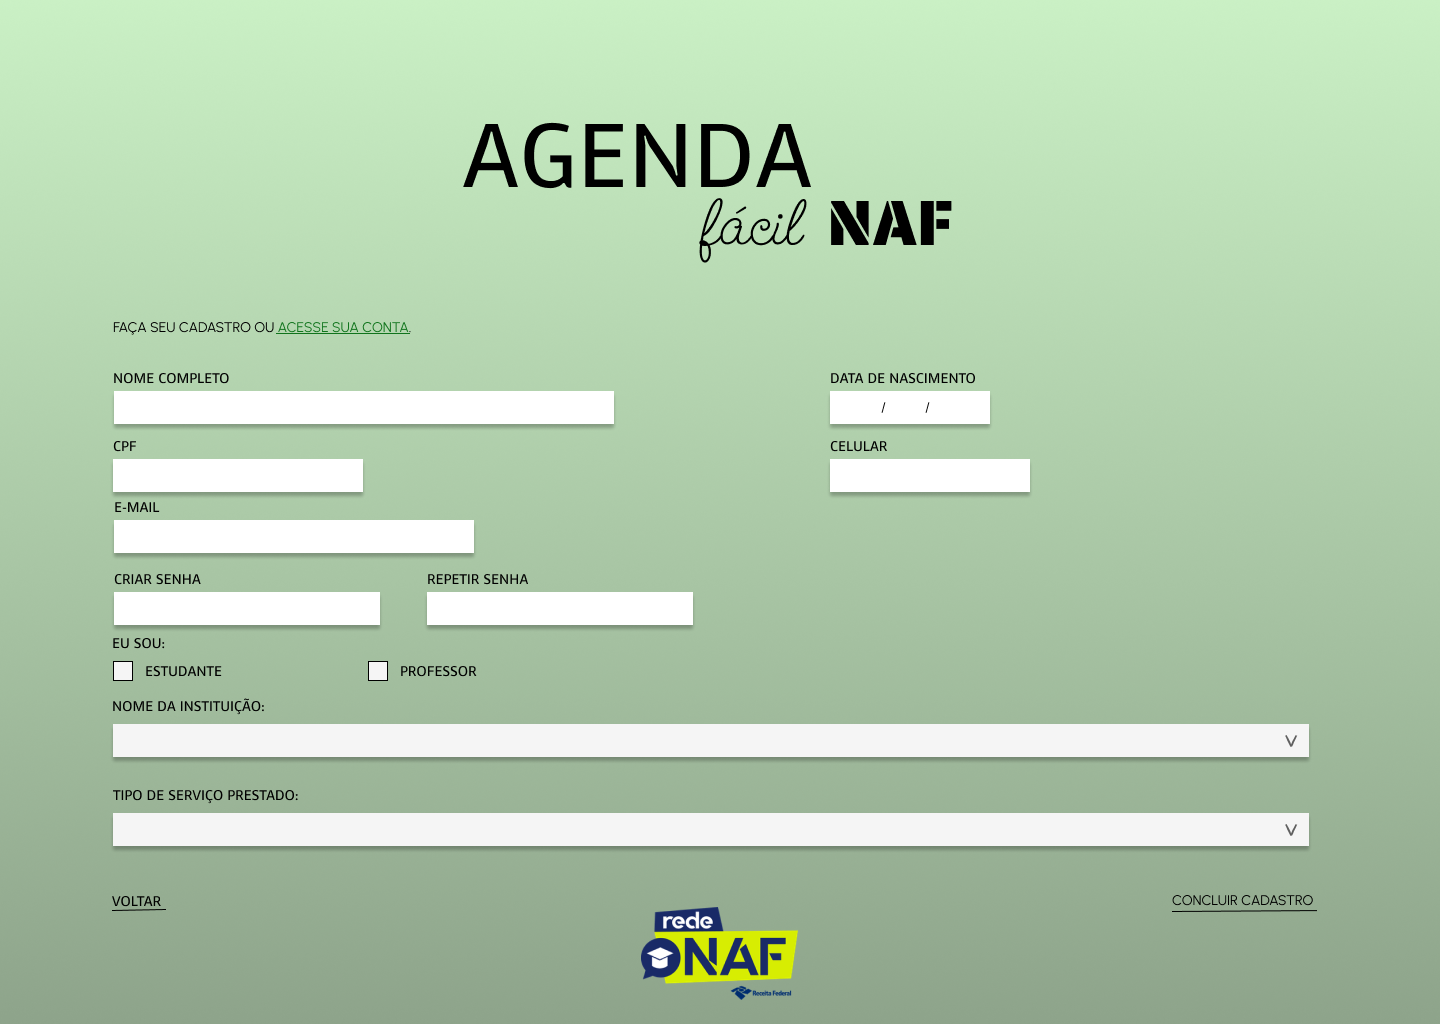 AGENDA
fácil NAF
FAÇA SEU CADASTRO OU ACESSE SUA CONTA.
NOME COMPLETO
DATA DE NASCIMENTO
/ /
CPF
CELULAR
E-MAIL
CRIAR SENHA
REPETIR SENHA
EU SOU:
ESTUDANTE
PROFESSOR
NOME DA INSTITUIÇÃO:
TIPO DE SERVIÇO PRESTADO:
VOLTAR
CONCLUIR CADASTRO
rede
NAF
Receita Federal